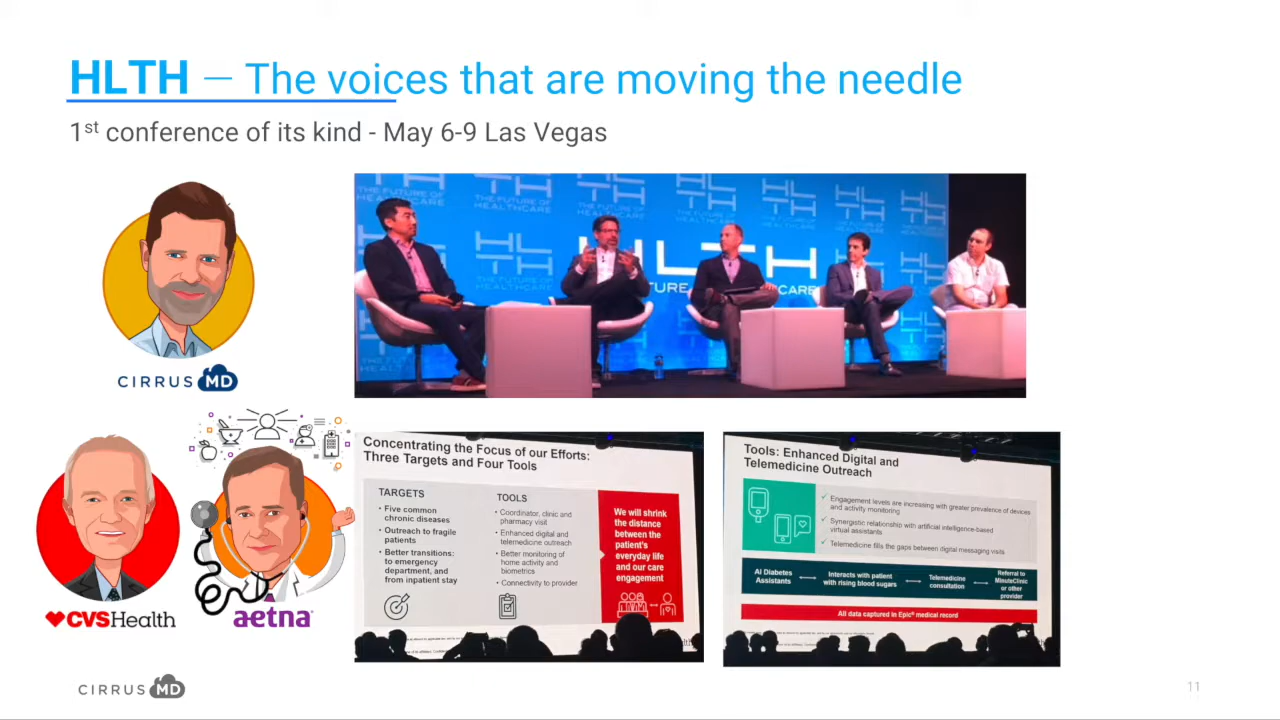 HLTH — The voices that are moving the needle
1st conference of its kind - May 6-9 Las Vegas
HLTH
THE FUTURE OF
HEALTHCARE
CIRRUS MD
CVSHealth
aetna
Concentrating the Focus of our Efforts:
Three Targets and Four Tools
TARGETS
• Five common
chronic diseases
• Outreach to fragile
patients
• Better transitions:
to emergency
department, and
from inpatient stay
TOOLS
• Coordinator, clinic and
pharmacy visit
• Enhanced digital and
telemedicine outreach
• Better monitoring of
home activity and
biometrics
• Connectivity to provider
We will shrink
the distance
between the
patient's
everyday life
and our care
engagement
Tools: Enhanced Digital and
Telemedicine Outreach
✓ Engagement levels are increasing with greater prevalence of devices
and activity monitoring
✓ Synergistic relationship with artificial intelligence-based
virtual assistants
✓ Telemedicine fills the gaps between digital messaging visits
AI Diabetes
Assistants
Interacts with patient
with rising blood sugars
Telemedicine
consultation
Referral to
MinuteClinic
or other
provider
All data captured in Epic® medical record
CIRRUS MD
11